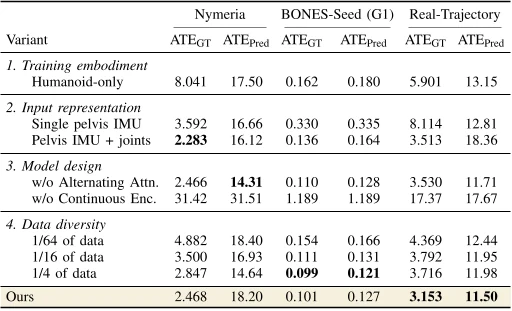 Nymeria BONES-Seed (G1) Real-Trajectory
Variant ATE_GT ATE_Pred ATE_GT ATE_Pred ATE_GT ATE_Pred
1. Training embodiment
Humanoid-only 8.041 17.50 0.162 0.180 5.901 13.15
2. Input representation
Single pelvis IMU 3.592 16.66 0.330 0.335 8.114 12.81
Pelvis IMU + joints 2.283 16.12 0.136 0.164 3.513 18.36
3. Model design
w/o Alternating Attn. 2.466 14.31 0.110 0.128 3.530 11.71
w/o Continuous Enc. 31.42 31.51 1.189 1.189 17.37 17.67
4. Data diversity
1/64 of data 4.882 18.40 0.154 0.166 4.369 12.44
1/16 of data 3.500 16.93 0.111 0.131 3.792 11.95
1/4 of data 2.847 14.64 0.099 0.121 3.716 11.98
Ours 2.468 18.20 0.101 0.127 3.153 11.50